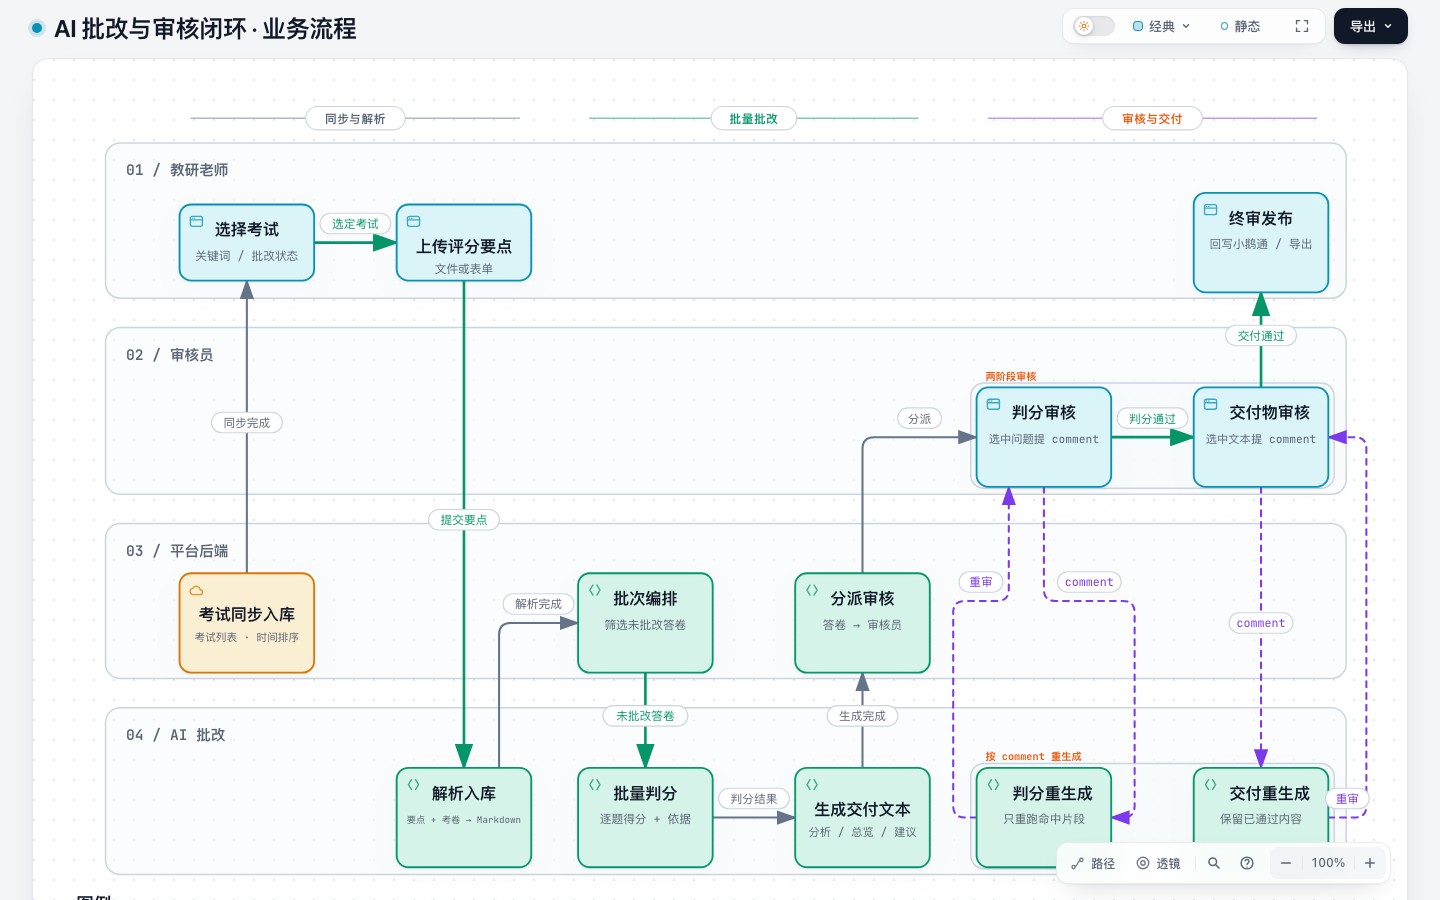 AI 批改与审核闭环 · 业务流程
经典
静态
导出
同步与解析
批量批改
审核与交付
01 / 教研老师
选择考试
关键词 / 批改状态
选定考试
上传评分要点
文件或表单
终审发布
回写小鹅通 / 导出
交付通过
02 / 审核员
同步完成
两阶段审核
分派
判分审核
选中问题提 comment
判分通过
交付物审核
选中文本提 comment
提交要点
03 / 平台后端
考试同步入库
考试列表 · 时间排序
解析完成
批次编排
筛选未批改答卷
分派审核
答卷 → 审核员
重审
comment
comment
未批改答卷
生成完成
04 / AI 批改
解析入库
要点 + 考卷 → Markdown
批量判分
逐题得分 + 依据
判分结果
生成交付文本
分析 / 总览 / 建议
按 comment 重生成
判分重生成
只重跑命中片段
交付重生成
保留已通过内容
重审
路径
透镜
100%
图例